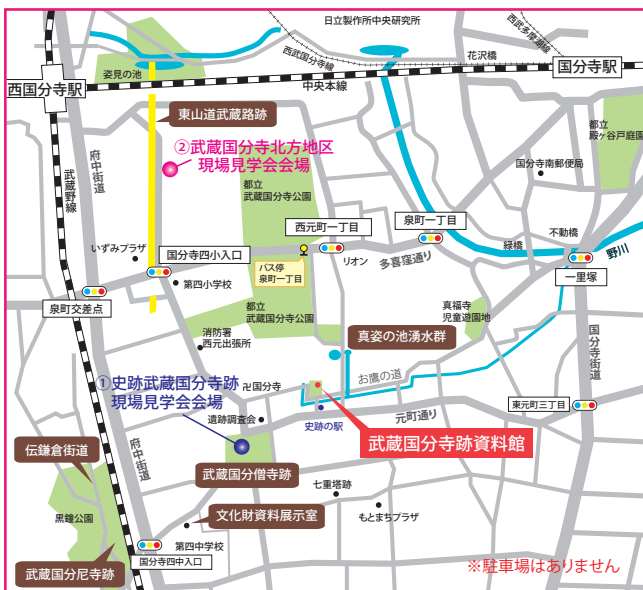 日立製作所中央研究所
西武多摩湖線
西武国分寺線
花沢橋
国分寺駅
姿見の池
中央本線
西国分寺駅
東山道武蔵路跡
都立
殿ヶ谷戸庭園
府中街道
②武蔵国分寺北方地区
現場見学会会場
国分寺南郵便局
武蔵野線
都立
武蔵国分寺公園
西元町一丁目
泉町一丁目
不動橋
いずみプラザ
国分寺四小入口
リオン
多喜窪通り
緑橋
野川
バス停
泉町一丁目
第四小学校
一里塚
泉町交差点
都立
武蔵国分寺公園
真福寺
児童遊園地
消防署
西元出張所
真姿の池湧水群
国分寺街道
お鷹の道
①史跡武蔵国分寺跡
現場見学会会場
卍国分寺
東元町三丁目
遺跡調査会
史跡の駅
元町通り
武蔵国分寺跡資料館
伝鎌倉街道
府中街道
武蔵国分僧寺跡
七重塔跡
黒鐘公園
文化財資料展示室
もとまちプラザ
第四中学校
国分寺四中入口
武蔵国分尼寺跡
※駐車場はありません